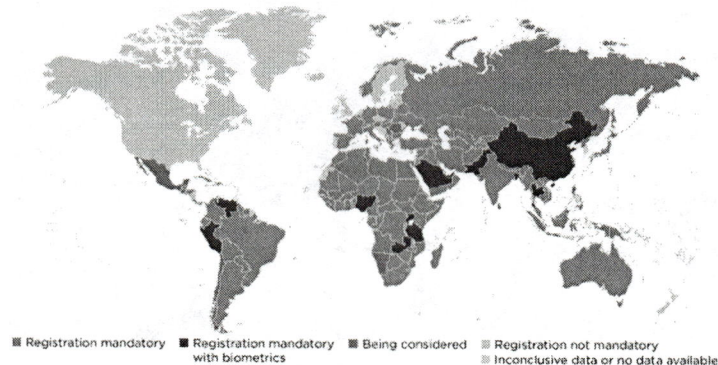 Registration mandatory
Registration mandatory with biometrics
Being considered
Registration not mandatory
Inconclusive data or no data available